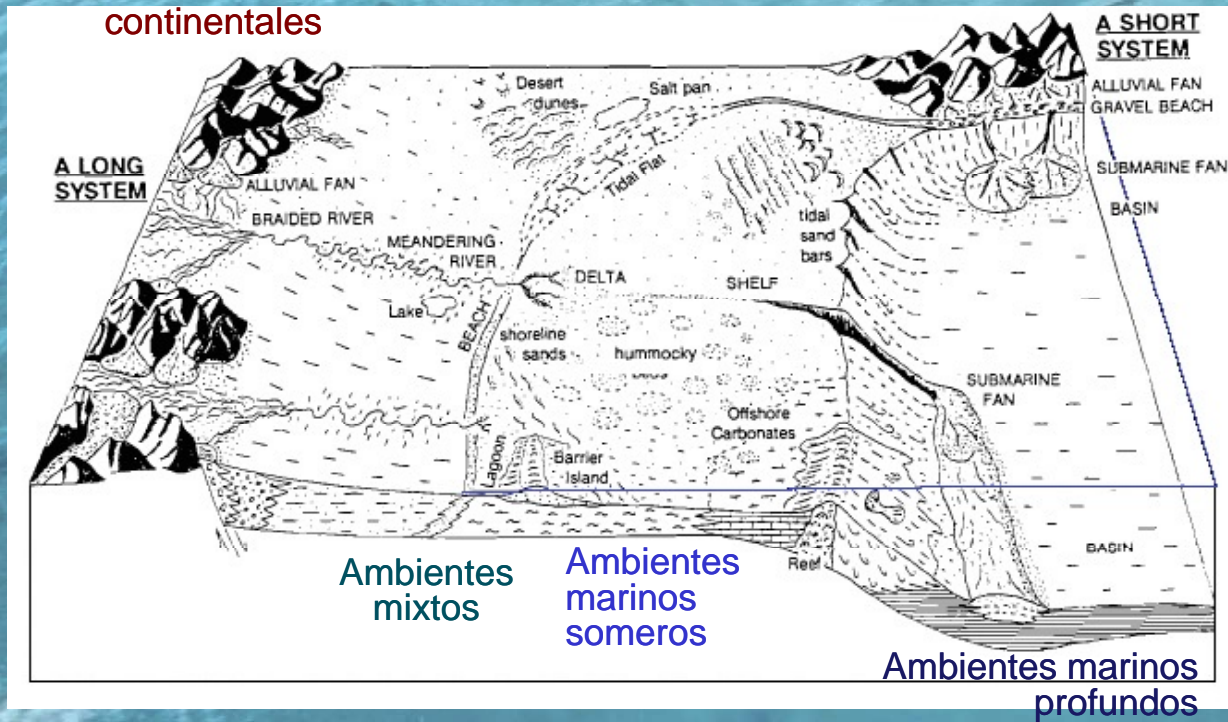 continentales
A SHORT
SYSTEM
Desert
dunes
Salt pan
ALLUVIAL FAN
GRAVEL BEACH
A LONG
SYSTEM
Tidal Flat
SUBMARINE FAN
ALLUVIAL FAN
BASIN
BRAIDED RIVER
tidal
sand
bars
MEANDERING
RIVER
DELTA
SHELF
Lake
BEACH
shoreline
sands
hummocky
SUBMARINE
FAN
Offshore
Carbonates
Lagoon
Barrier
Island
BASIN
Reef
Ambientes
mixtos
Ambientes
marinos
someros
Ambientes marinos
profundos